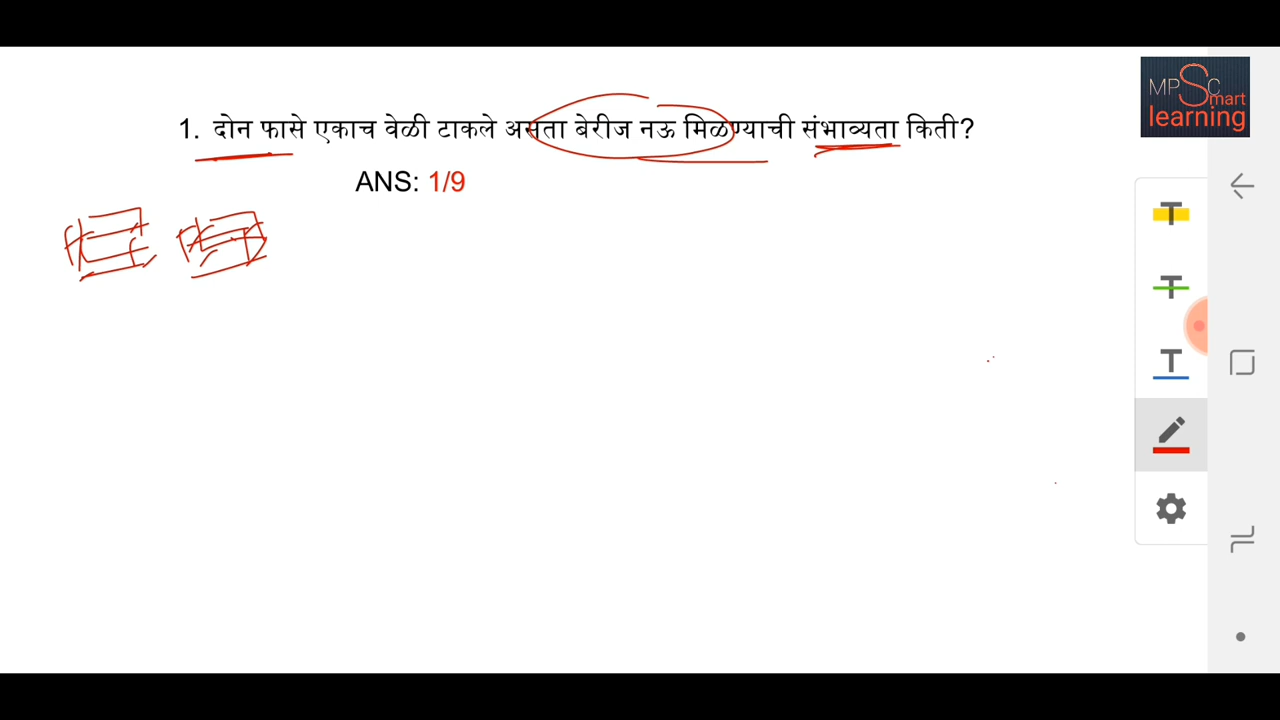 MPSC
Smart
learning
1. दोन फासे एकाच वेळी टाकले असता बेरीज नऊ मिळण्याची संभाव्यता किती?
ANS: 1/9
T
T
T